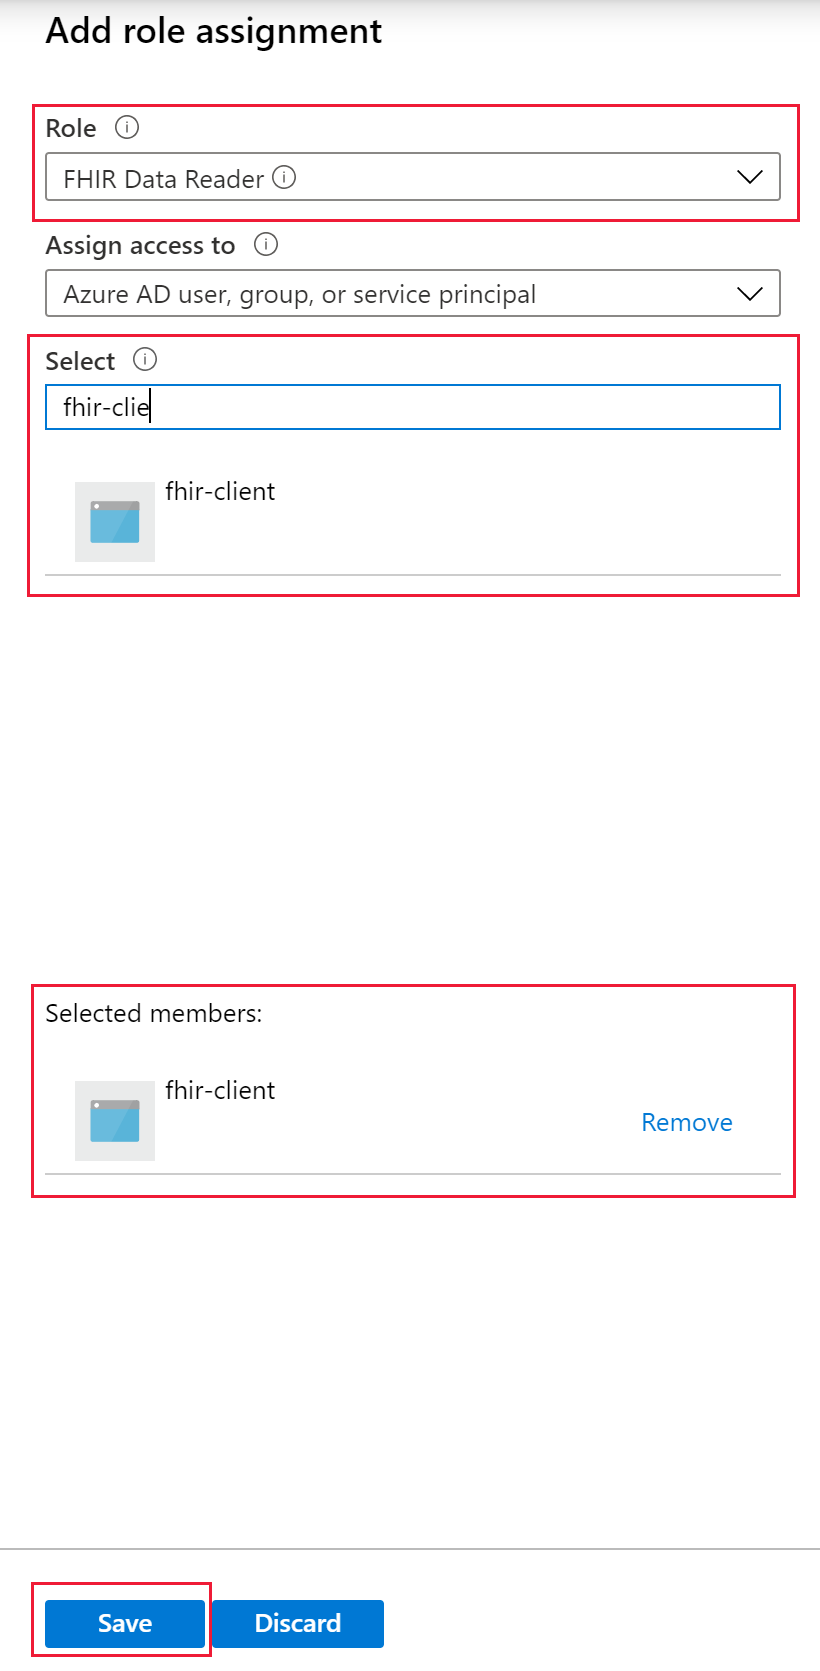 Add role assignment
Role
FHIR Data Reader
Assign access to
Azure AD user, group, or service principal
Select
fhir-clie
fhir-client
Selected members:
fhir-client
Remove
Save Discard